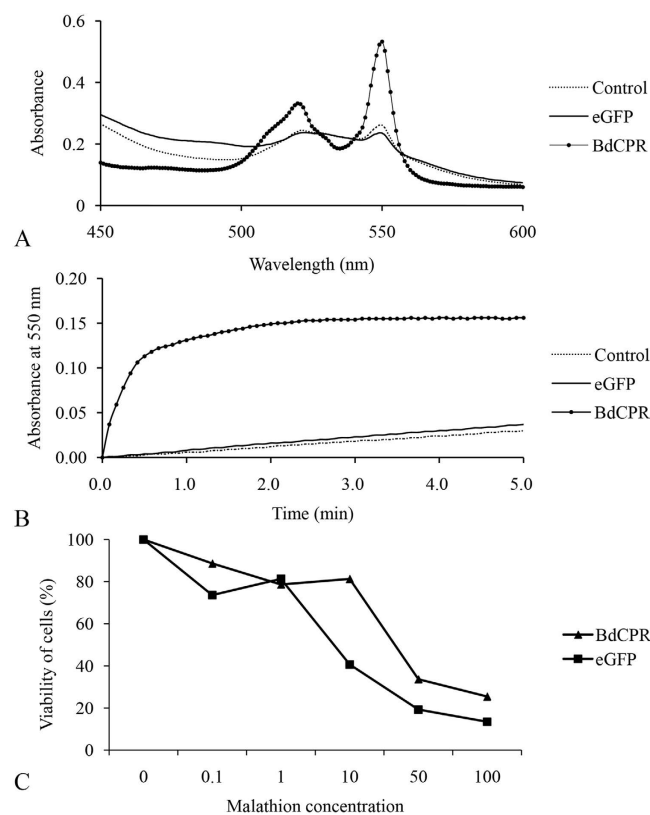 0.6
0.4
0.2
0
Absorbance
450
500
550
600
Wavelength (nm)
Control
eGFP
BdCPR
A
0.20
0.15
0.10
0.05
0.00
Absorbance at 550 nm
0.0
1.0
2.0
3.0
4.0
5.0
Time (min)
Control
eGFP
BdCPR
B
100
80
60
40
20
0
Viability of cells (%)
0
0.1
1
10
50
100
Malathion concentration
BdCPR
eGFP
C